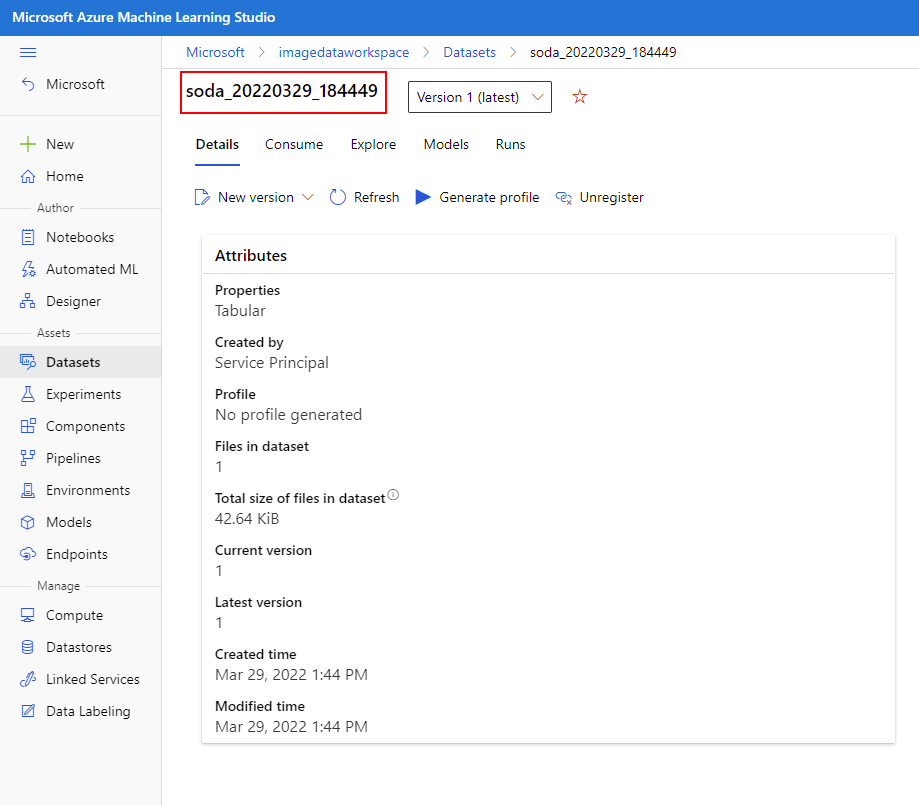 Microsoft Azure Machine Learning Studio
Microsoft
New
Home
Author
Notebooks
Automated ML
Designer
Assets
Datasets
Experiments
Components
Pipelines
Environments
Models
Endpoints
Manage
Compute
Datastores
Linked Services
Data Labeling
Microsoft > imagedataworkspace > Datasets > soda_20220329_184449
soda_20220329_184449 Version 1 (latest)
Details Consume Explore Models Runs
New version Refresh Generate profile Unregister
Attributes
Properties
Tabular
Created by
Service Principal
Profile
No profile generated
Files in dataset
1
Total size of files in dataset
42.64 KiB
Current version
1
Latest version
1
Created time
Mar 29, 2022 1:44 PM
Modified time
Mar 29, 2022 1:44 PM